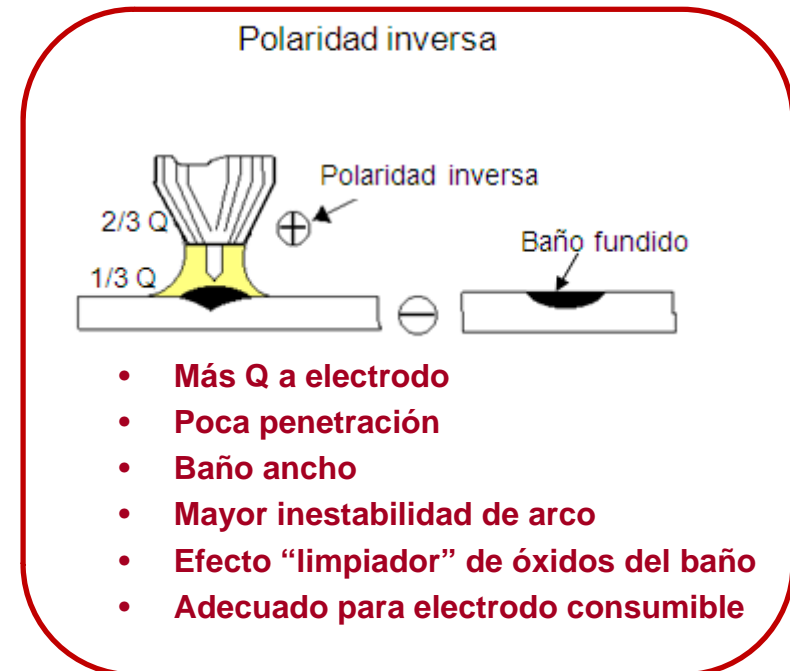 Polaridad inversa
Polaridad inversa
2/3 Q
+
Baño fundido
1/3 Q
−
• Más Q a electrodo
• Poca penetración
• Baño ancho
• Mayor inestabilidad de arco
• Efecto “limpiador” de óxidos del baño
• Adecuado para electrodo consumible